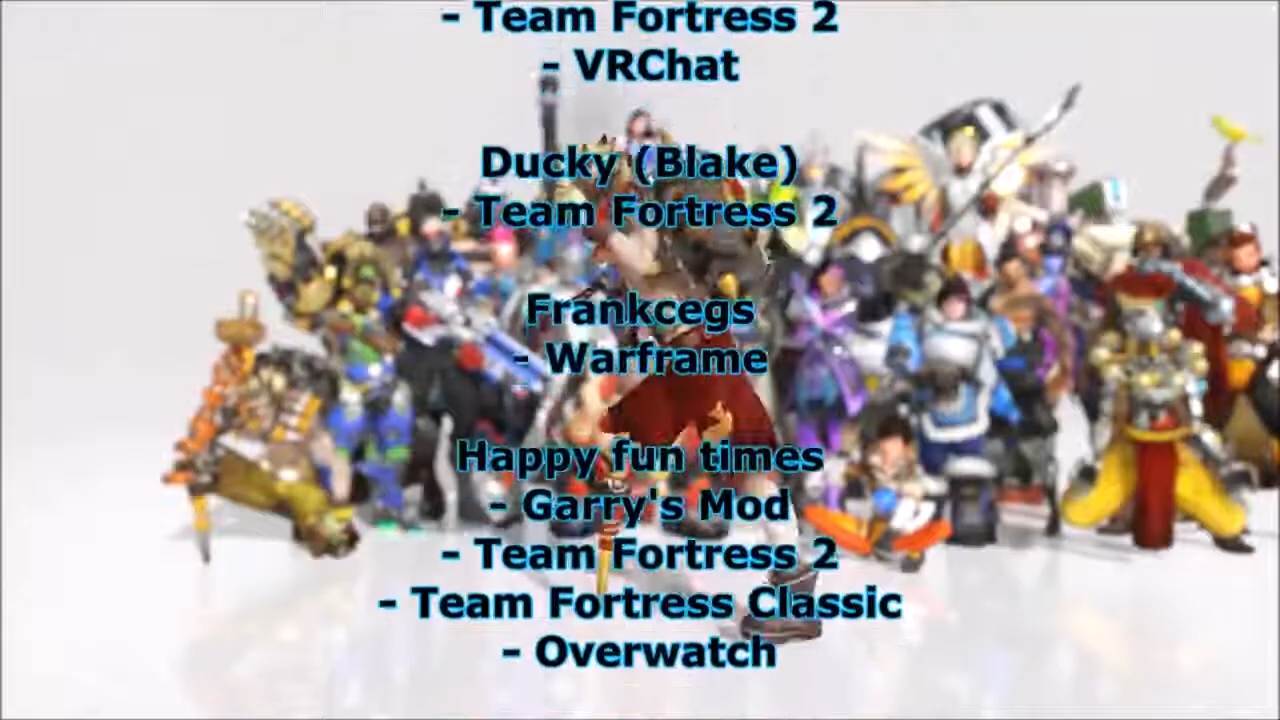 - Team Fortress 2
- VRChat
Ducky (Blake)
- Team Fortress 2
Frankcegs
- Warframe
Happy fun times
- Garry's Mod
- Team Fortress 2
- Team Fortress Classic
- Overwatch